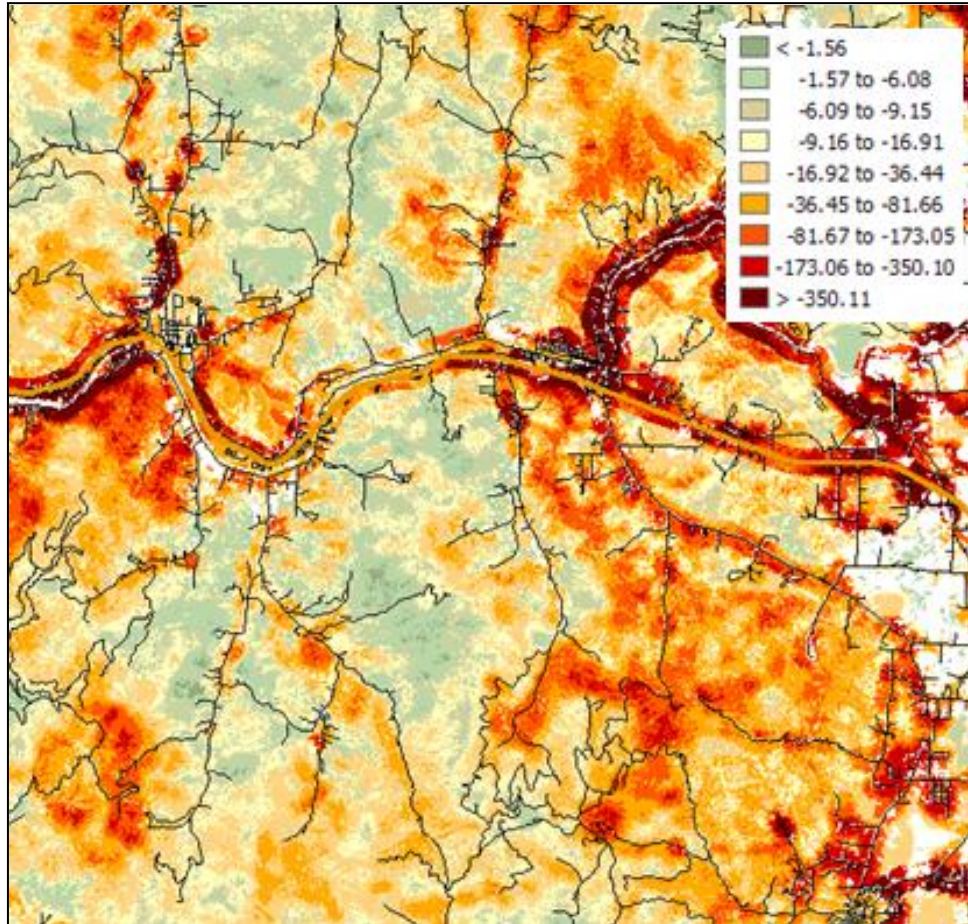 < -1.56
-1.57 to -6.08
-6.09 to -9.15
-9.16 to -16.91
-16.92 to -36.44
-36.45 to -81.66
-81.67 to -173.05
-173.06 to -350.10
> -350.11